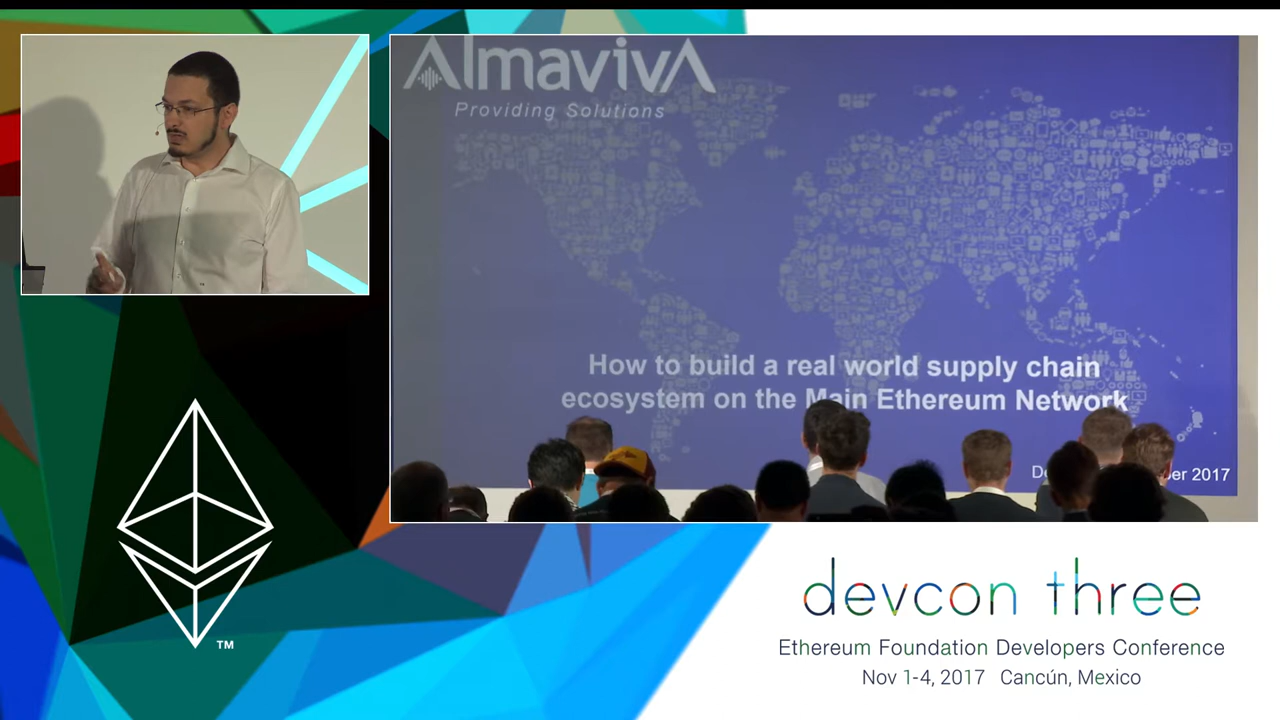 AlmavivA
Providing Solutions
How to build a real world supply chain
ecosystem on the Main Ethereum Network
2017
TM
devcon three
Ethereum Foundation Developers Conference
Nov 1-4, 2017 Cancún, Mexico